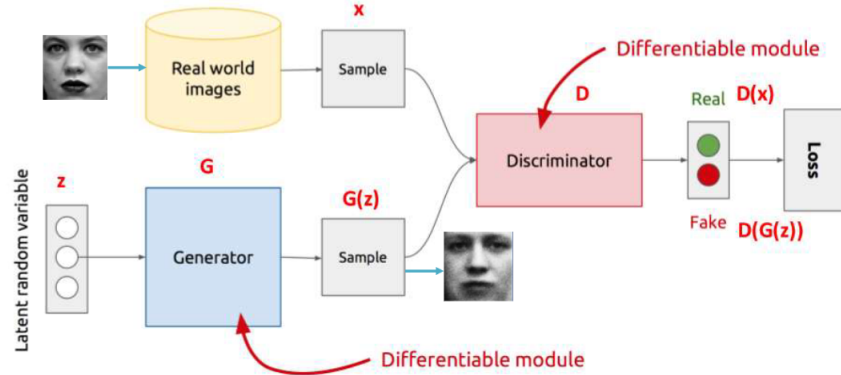 x
Real world
images
Sample
Differentiable module
D
Discriminator
Real
D(x)
Loss
Fake
D(G(z))
Latent random variable
z
G
Generator
G(z)
Sample
Differentiable module